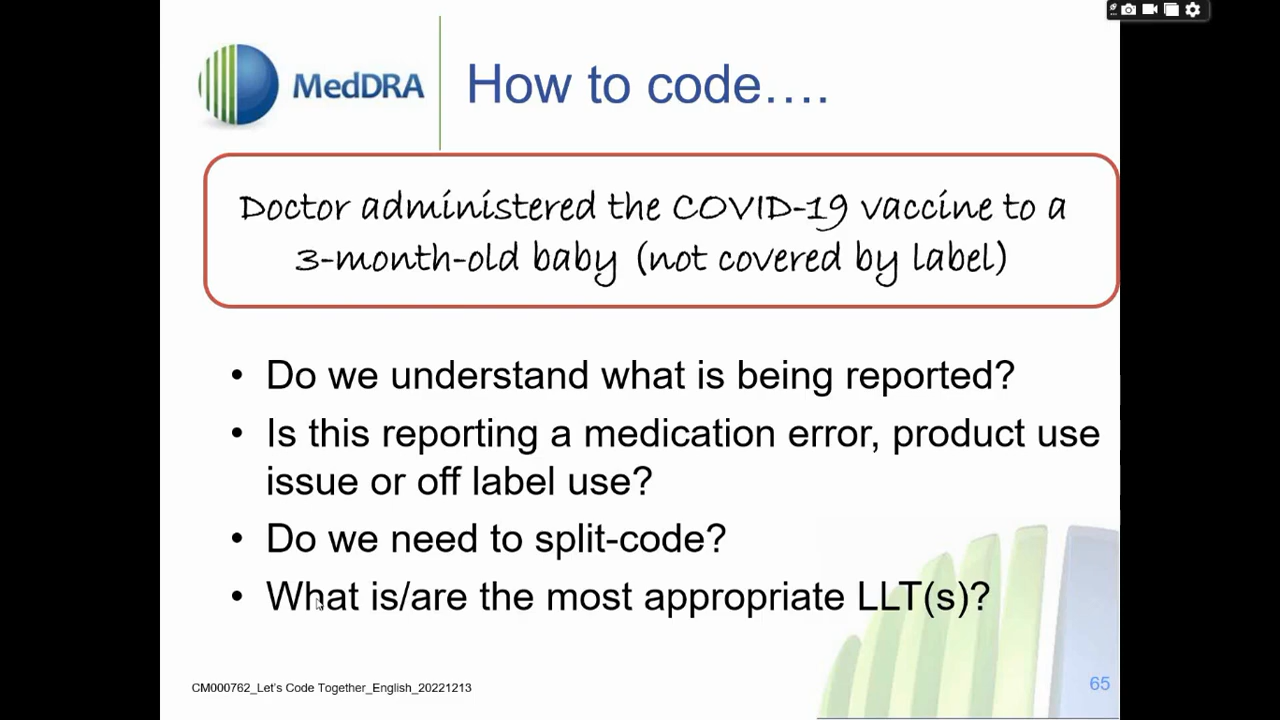 MedDRA
How to code....
Doctor administered the COVID-19 vaccine to a
3-month-old baby (not covered by label)
• Do we understand what is being reported?
• Is this reporting a medication error, product use
issue or off label use?
• Do we need to split-code?
• What is/are the most appropriate LLT(s)?
CM000762_Let's Code Together_English_20221213
65